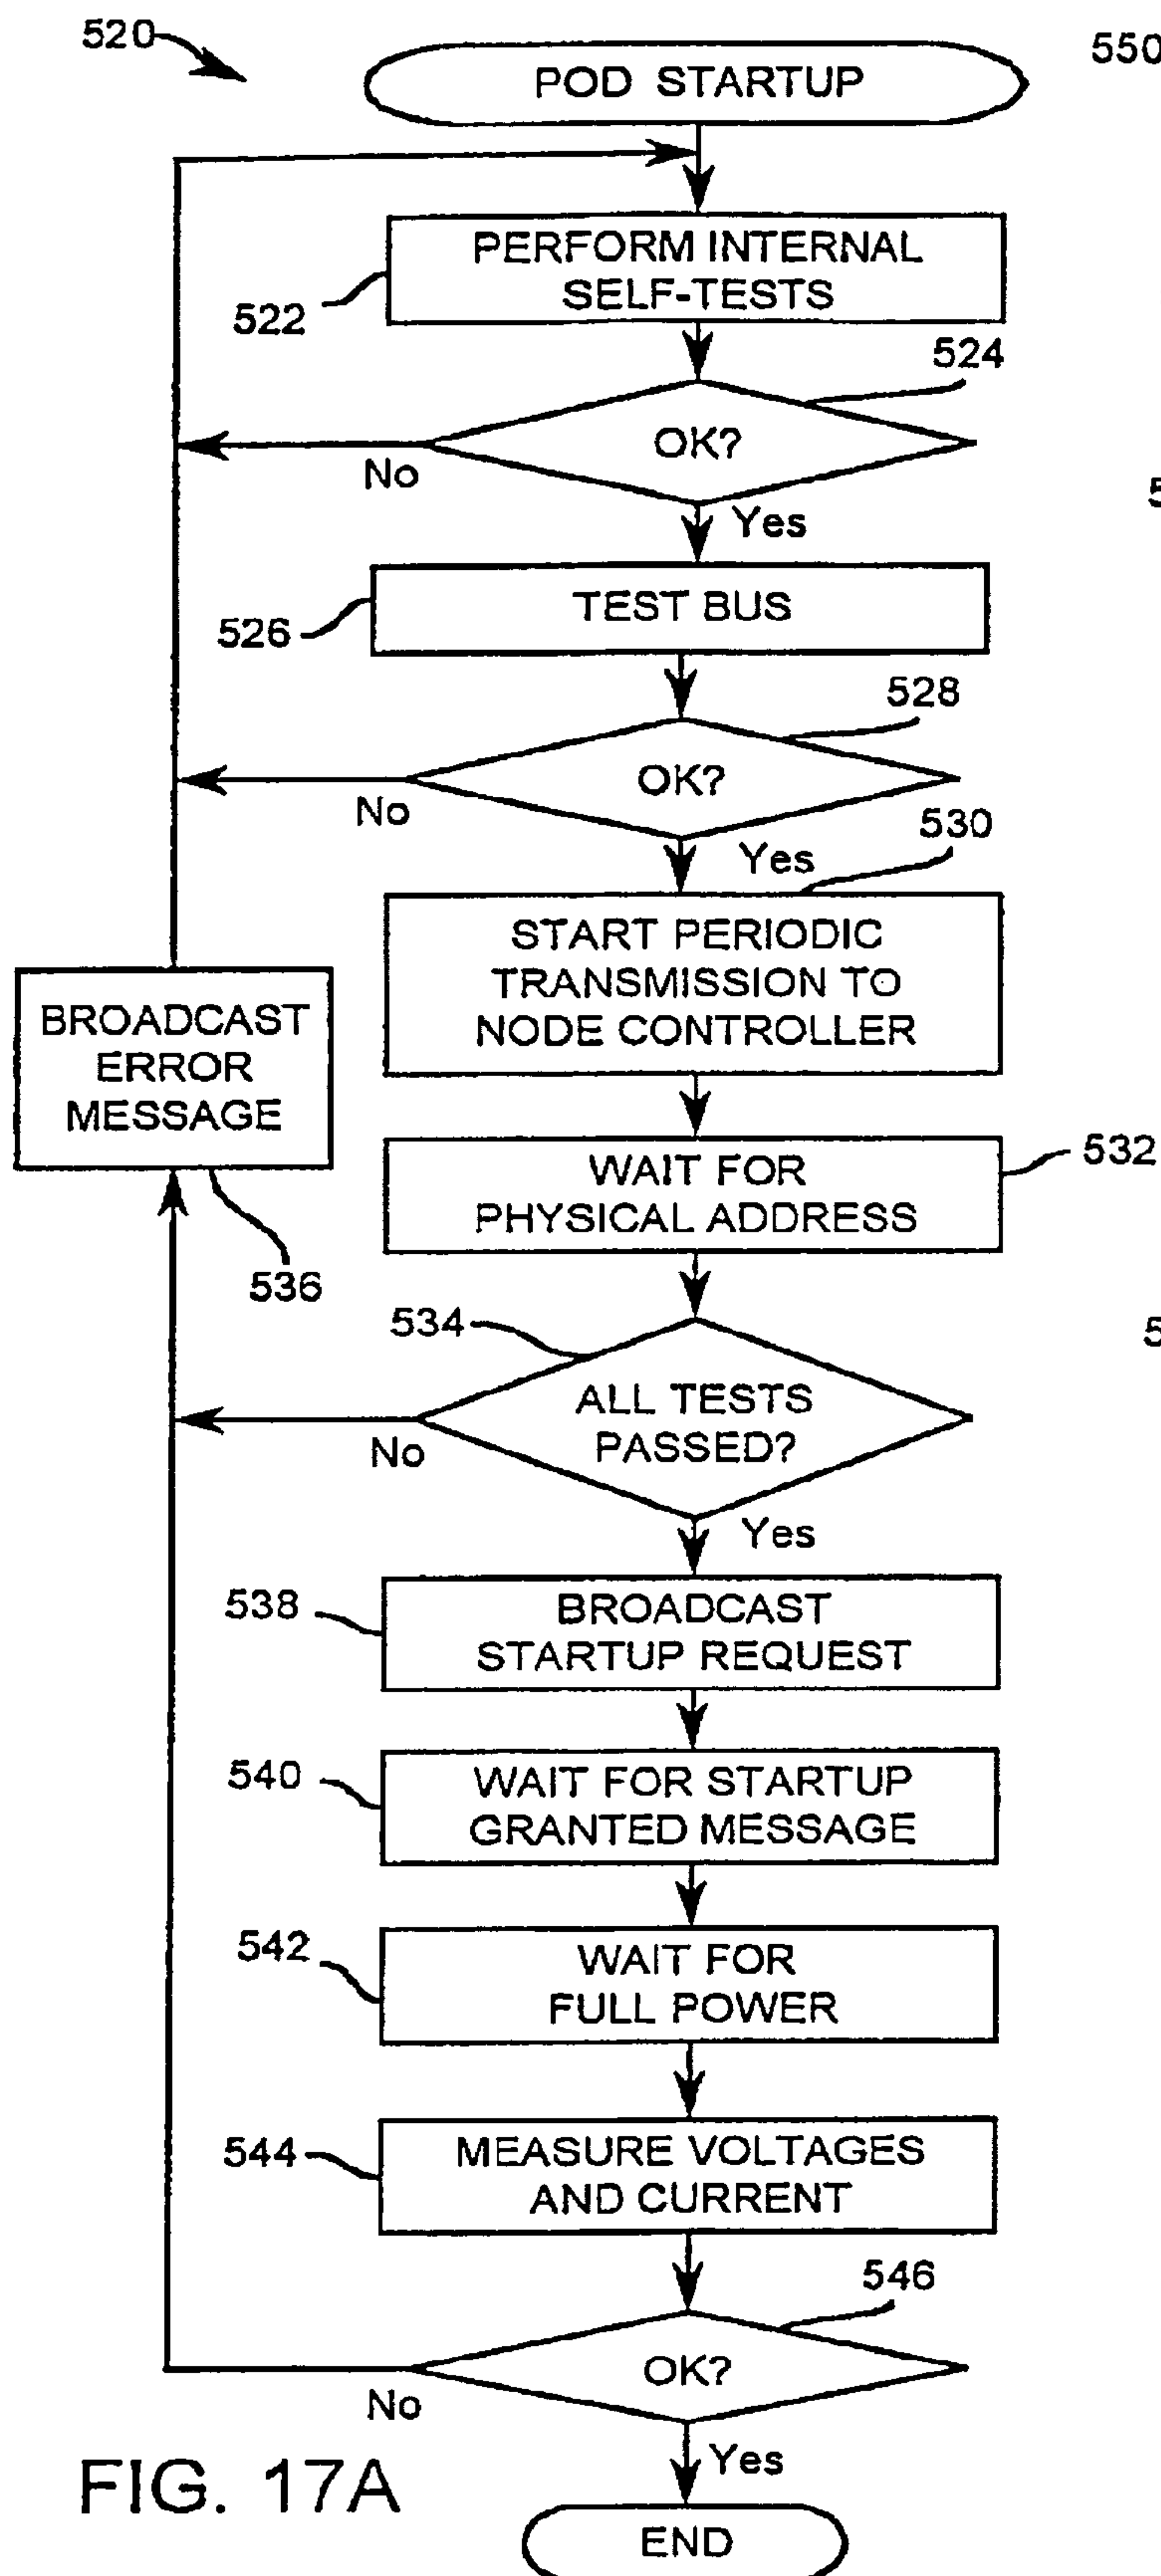 520
POD STARTUP
550
PERFORM INTERNAL
SELF-TESTS
522
524
OK?
No
Yes
5
TEST BUS
526
528
OK?
No
530
Yes
START PERIODIC
TRANSMISSION TO
NODE CONTROLLER
BROADCAST
ERROR
MESSAGE
536
WAIT FOR
PHYSICAL ADDRESS
532
534
5
ALL TESTS
PASSED?
No
Yes
538
BROADCAST
STARTUP REQUEST
540
WAIT FOR STARTUP
GRANTED MESSAGE
542
WAIT FOR
FULL POWER
544
MEASURE VOLTAGES
AND CURRENT
546
OK?
No
Yes
FIG. 17A
END